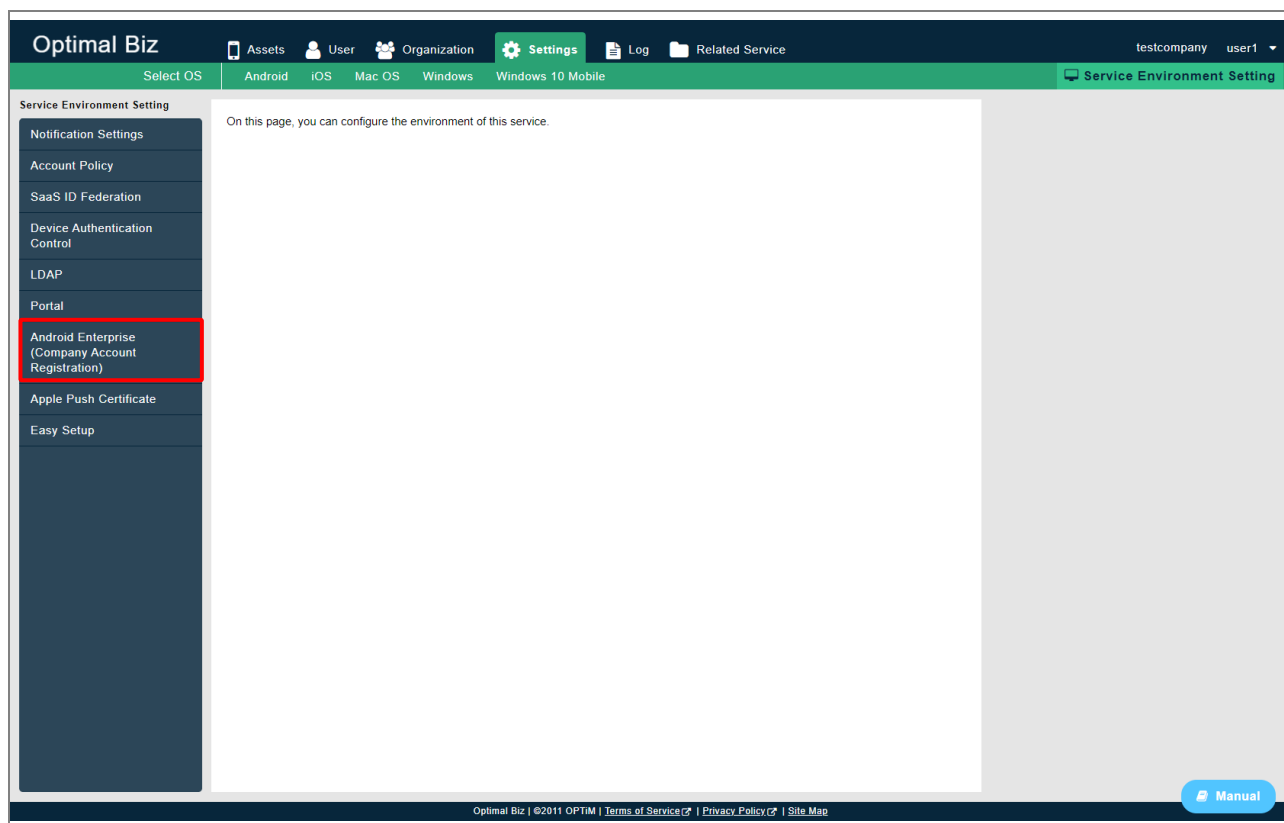 Optimal Biz
Assets User Organization Settings Log Related Service
testcompany user1
Select OS Android iOS Mac OS Windows Windows 10 Mobile
Service Environment Setting
Service Environment Setting
Notification Settings
Account Policy
SaaS ID Federation
Device Authentication
Control
LDAP
Portal
Android Enterprise
(Company Account
Registration)
Apple Push Certificate
Easy Setup
On this page, you can configure the environment of this service.
Manual
Optimal Biz | ©2011 OPTiM | Terms of Service | Privacy Policy | Site Map